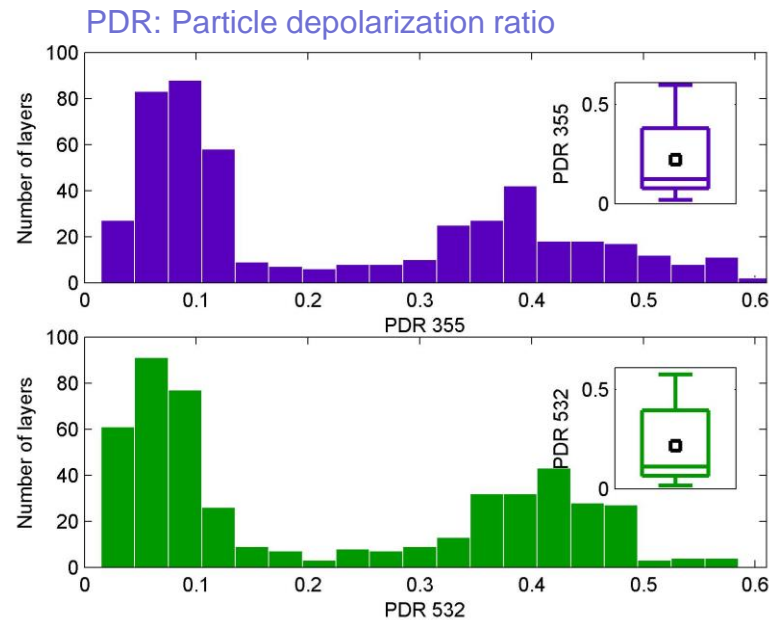 PDR: Particle depolarization ratio
100
80
60
40
20
0
Number of layers
0 0.1 0.2 0.3 0.4 0.5 0.6
PDR 355
0.5
0
PDR 355
100
80
60
40
20
0
Number of layers
0 0.1 0.2 0.3 0.4 0.5 0.6
PDR 532
0.5
0
PDR 532